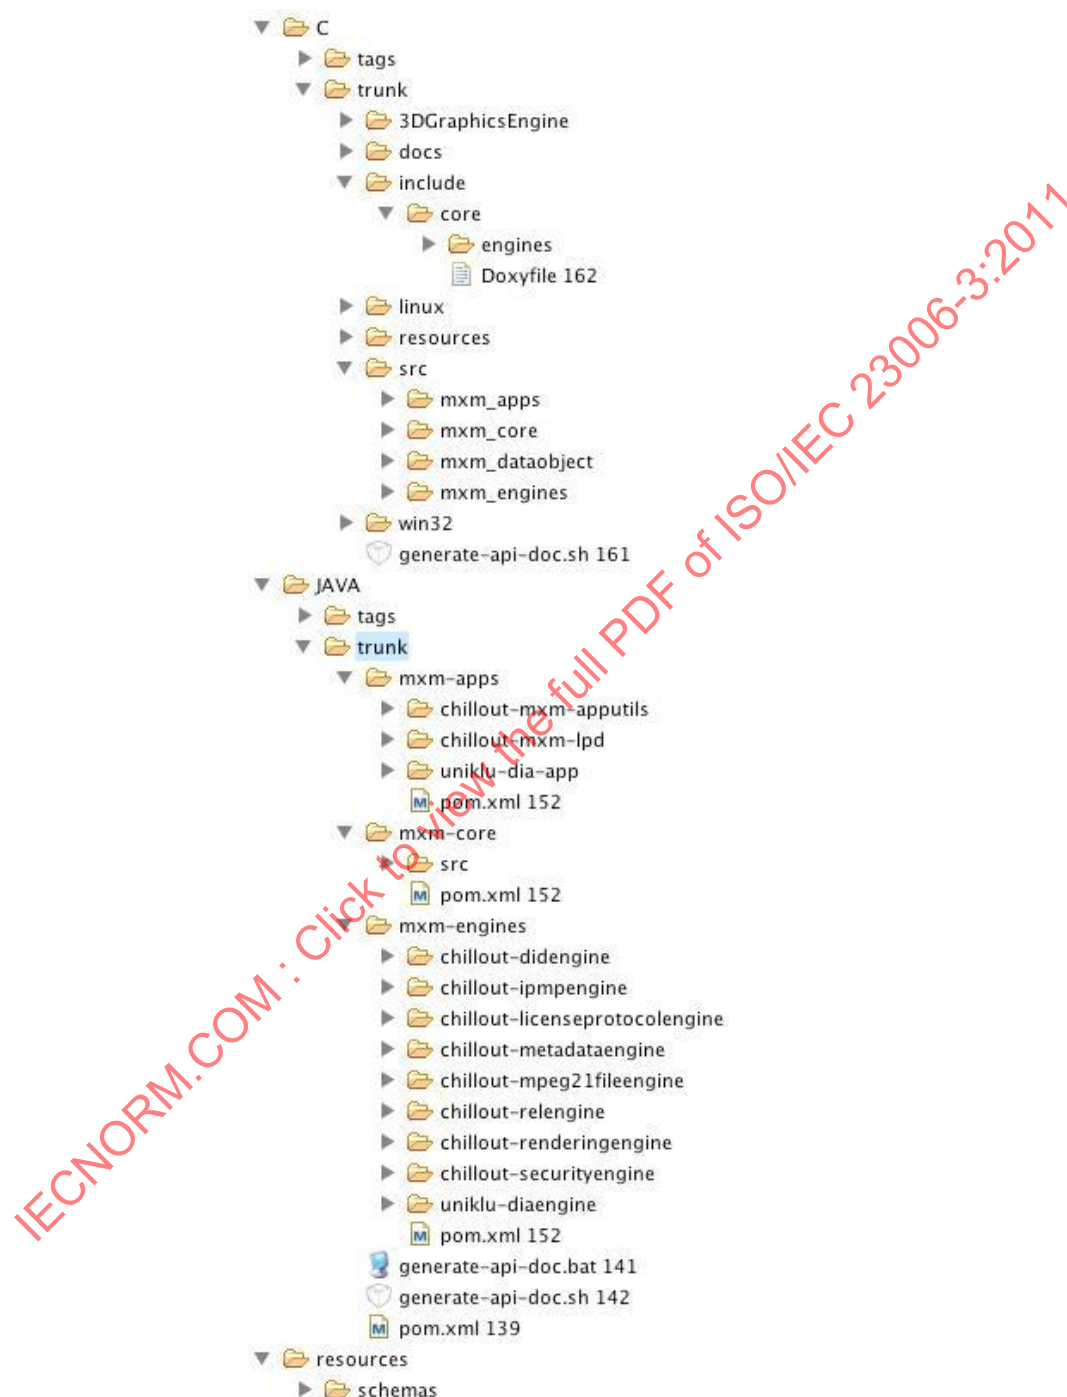 C
tags
trunk
3DGraphicsEngine
docs
include
core
engines
Doxyfile 162
linux
resources
src
mxm_apps
mxm_core
mxm_dataobject
mxm_engines
win32
generate-api-doc.sh 161
JAVA
tags
trunk
mxm-apps
chillout-mxm-apputils
chillout-mxm-lpd
uniklu-dia-app
pom.xml 152
mxm-core
src
pom.xml 152
mxm-engines
chillout-didengine
chillout-ipmpengine
chillout-licenseprotocolengine
chillout-metadataengine
chillout-mpeg21fileengine
chillout-relengine
chillout-renderingengine
chillout-securityengine
uniklu-diaengine
pom.xml 152
generate-api-doc.bat 141
generate-api-doc.sh 142
pom.xml 139
resources
schemas
IECNORM.COM : Click to view the full PDF of ISO/IEC 23006-3:2011